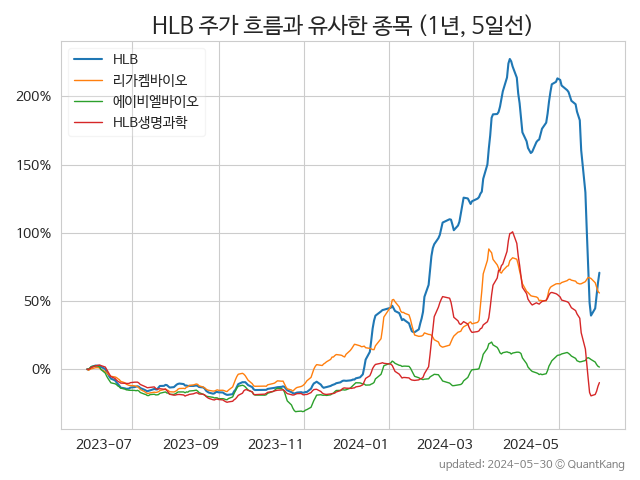 HLB 주가 흐름과 유사한 종목 (1년, 5일선)
HLB
리가켐바이오
에이비엘바이오
HLB생명과학
200%
150%
100%
50%
0%
2023-07 2023-09 2023-11 2024-01 2024-03 2024-05
updated: 2024-05-30 © QuantKang